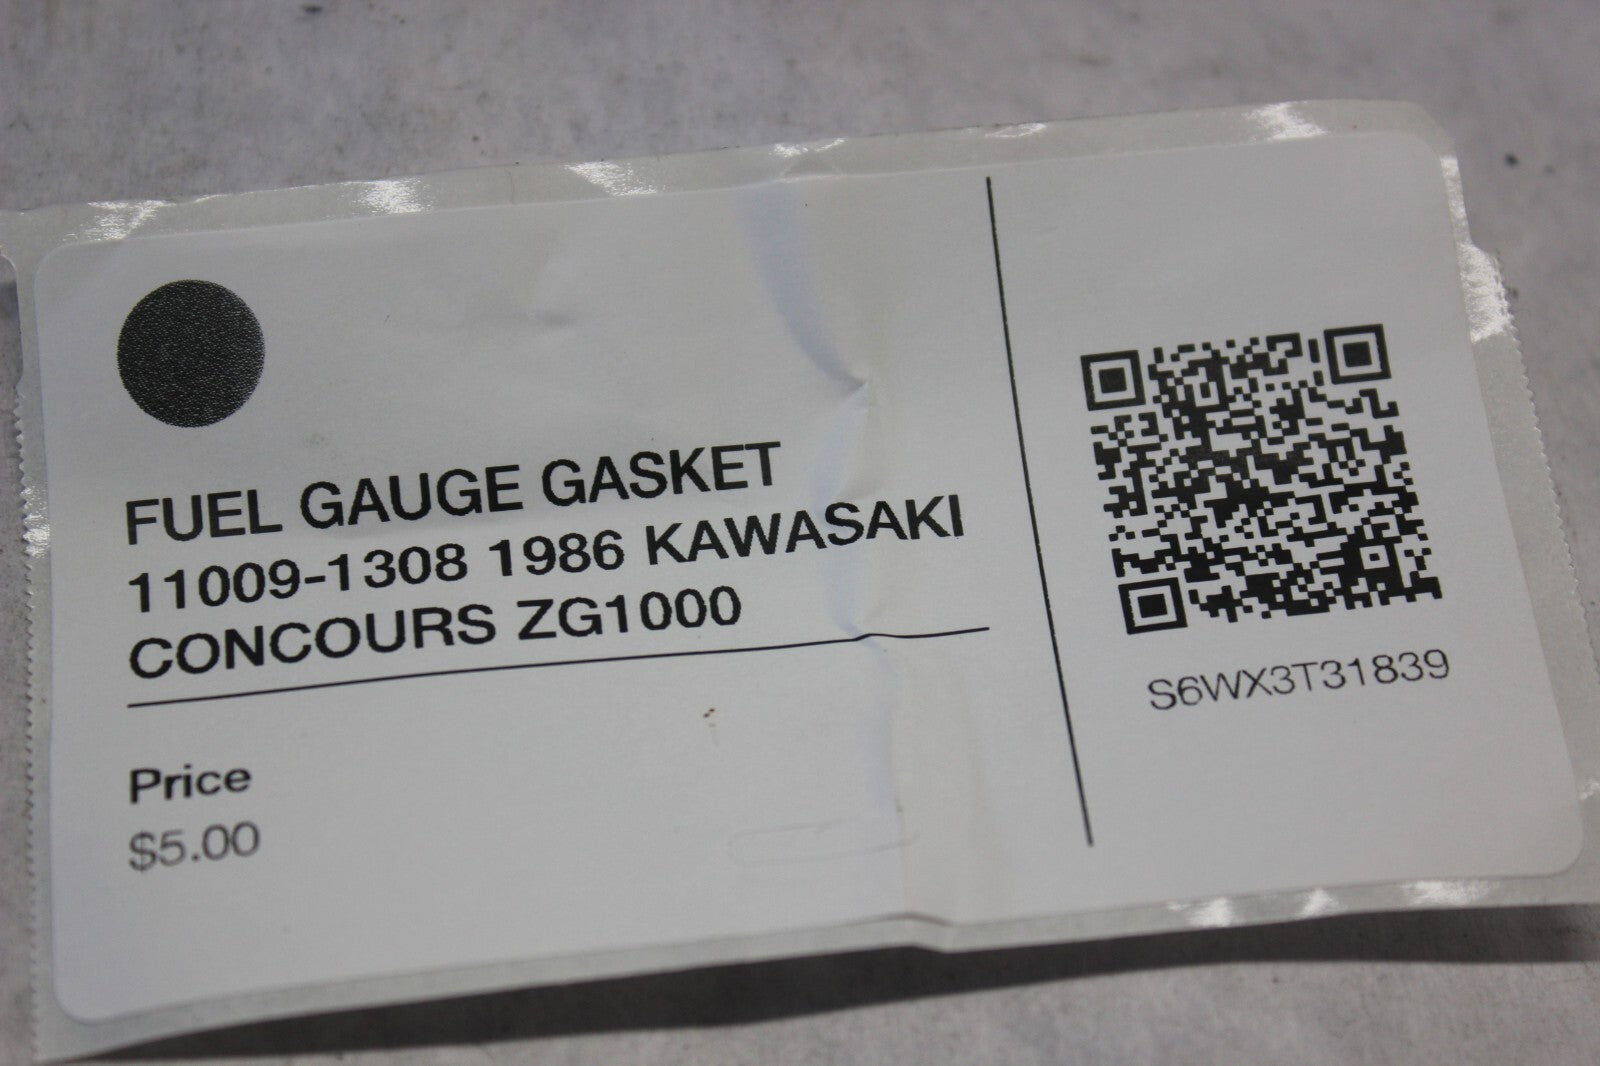 FUEL GAUGE GASKET
11009-1308 1986 KAWASAKI
CONCOURS ZG1000
Price
$5.00
S6WX3T31839